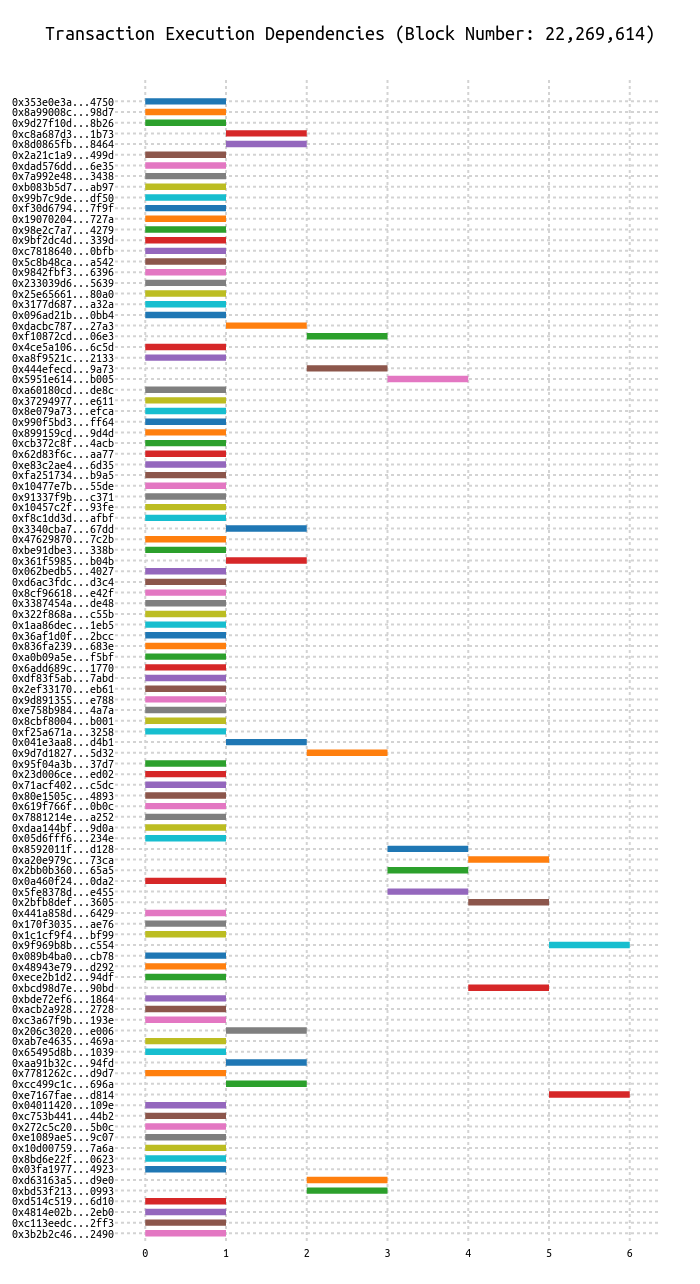 Transaction Execution Dependencies (Block Number: 22,269,614)
0x353e0e3a...4750
0x8a99008c...98d7
0x9d27f10d...8b26
0xc8a687d3...1b73
0x8d0865fb...8464
0x2a21c1a9...499d
0xdad576dd...6e35
0x7a992e48...3438
0xb083b5d7...ab97
0x99b7c9de...df50
0xf30d6794...7f9f
0x19070204...727a
0x98e2c7a7...4279
0x9bf2dc4d...339d
0xc7818640...0bfb
0x5c8b48ca...a542
0x9842fbf3...6396
0x233039d6...5639
0x25e65661...80a0
0x3177d687...a32a
0x096ad21b...0bb4
0xdacbc787...27a3
0xf10872cd...06e3
0x4ce5a106...6c5d
0xa8f9521c...2133
0x444efecd...9a73
0x5951e614...b005
0xa60180cd...de8c
0x37294977...e611
0x8e079a73...efca
0x990f5bd3...ff64
0x899159cd...9d4d
0xcb372c8f...4acb
0x62d83f6c...aa77
0xe83c2ae4...6d35
0xfa251734...b9a5
0x10477e7b...55de
0x91337f9b...c371
0x10457c2f...93fe
0xf8c1dd3d...afbf
0x3340cba7...67dd
0x47629870...7c2b
0xbe91dbe3...338b
0x361f5985...b04b
0x062bedb5...4027
0xd6ac3fdc...d3c4
0x8cf96618...e42f
0x3387454a...de48
0x322f868a...c55b
0x1aa86dec...1eb5
0x36af1d0f...2bcc
0x836fa239...683e
0xa0b09a5e...f5bf
0x6add689c...1770
0xdf83f5ab...7abd
0x2ef33170...eb61
0x9d891355...e788
0xe758b984...4a7a
0x8cbf8004...b001
0xf25a671a...3258
0x041e3aa8...d4b1
0x9d7d1827...5d32
0x95f04a3b...37d7
0x23d006ce...ed02
0x71acf402...c5dc
0x80e1505c...4893
0x619f766f...0b0c
0x7881214e...a252
0xdaa144bf...9d0a
0x05d6fff6...234e
0x8592011f...d128
0xa20e979c...73ca
0x2bb0b360...65a5
0x0a460f24...0da2
0x5fe8378d...e455
0x2bfb8def...3605
0x441a858d...6429
0x170f3035...ae76
0x1c1cf9f4...bf99
0x9f969b8b...c554
0x089b4ba0...cb78
0x48943e79...d292
0xece2b1d2...94df
0xbcd98d7e...90bd
0xbde72ef6...1864
0xacb2a928...2728
0xc3a67f9b...193e
0x206c3020...e006
0xab7e4635...469a
0x65495d8b...1039
0xaa91b32c...94fd
0x7781262c...d9d7
0xcc499c1c...696a
0xe7167fae...d814
0x04011420...109e
0xc753b441...44b2
0x272c5c20...5b0c
0xe1089ae5...9c07
0x10d00759...7a6a
0x8bd6e22f...0623
0x03fa1977...4923
0xd63163a5...d9e0
0xbd53f213...0993
0xd514c519...6d10
0x4814e02b...2eb0
0xc113eedc...2ff3
0x3b2b2c46...2490
0 1 2 3 4 5 6